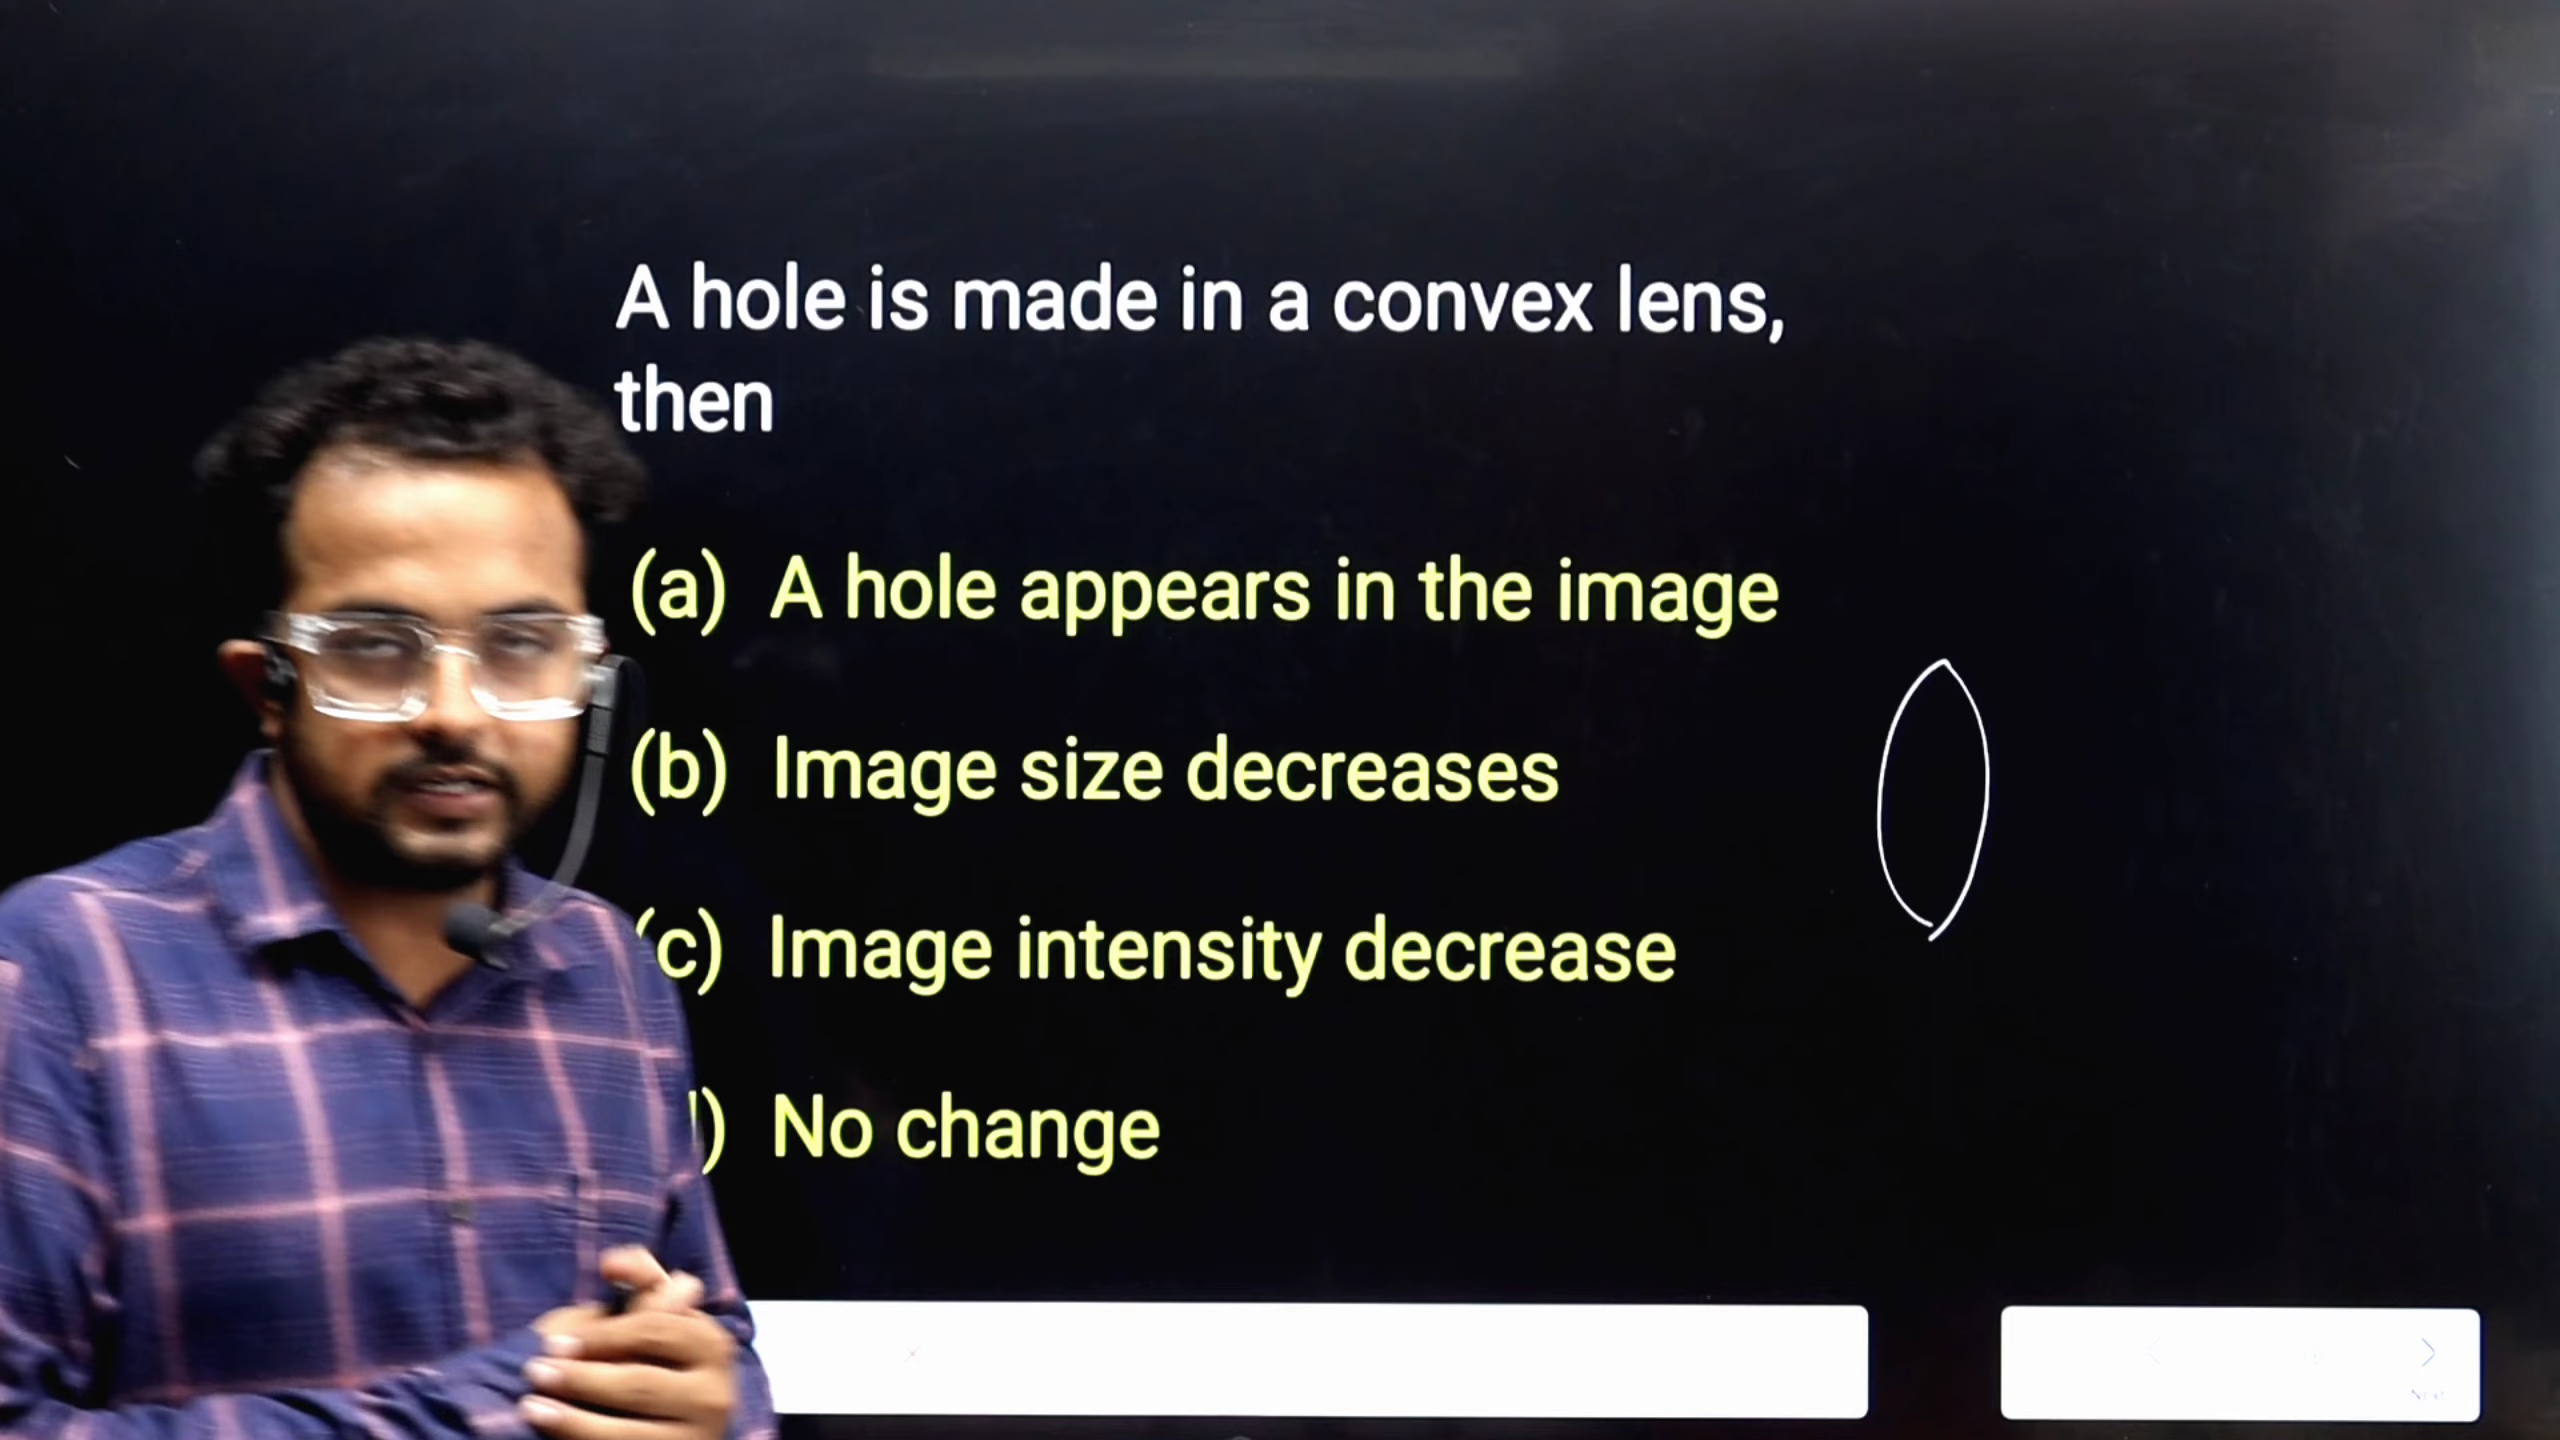 A hole is made in a convex lens,
then
(a) A hole appears in the image
(b) Image size decreases
(c) Image intensity decrease
) No change